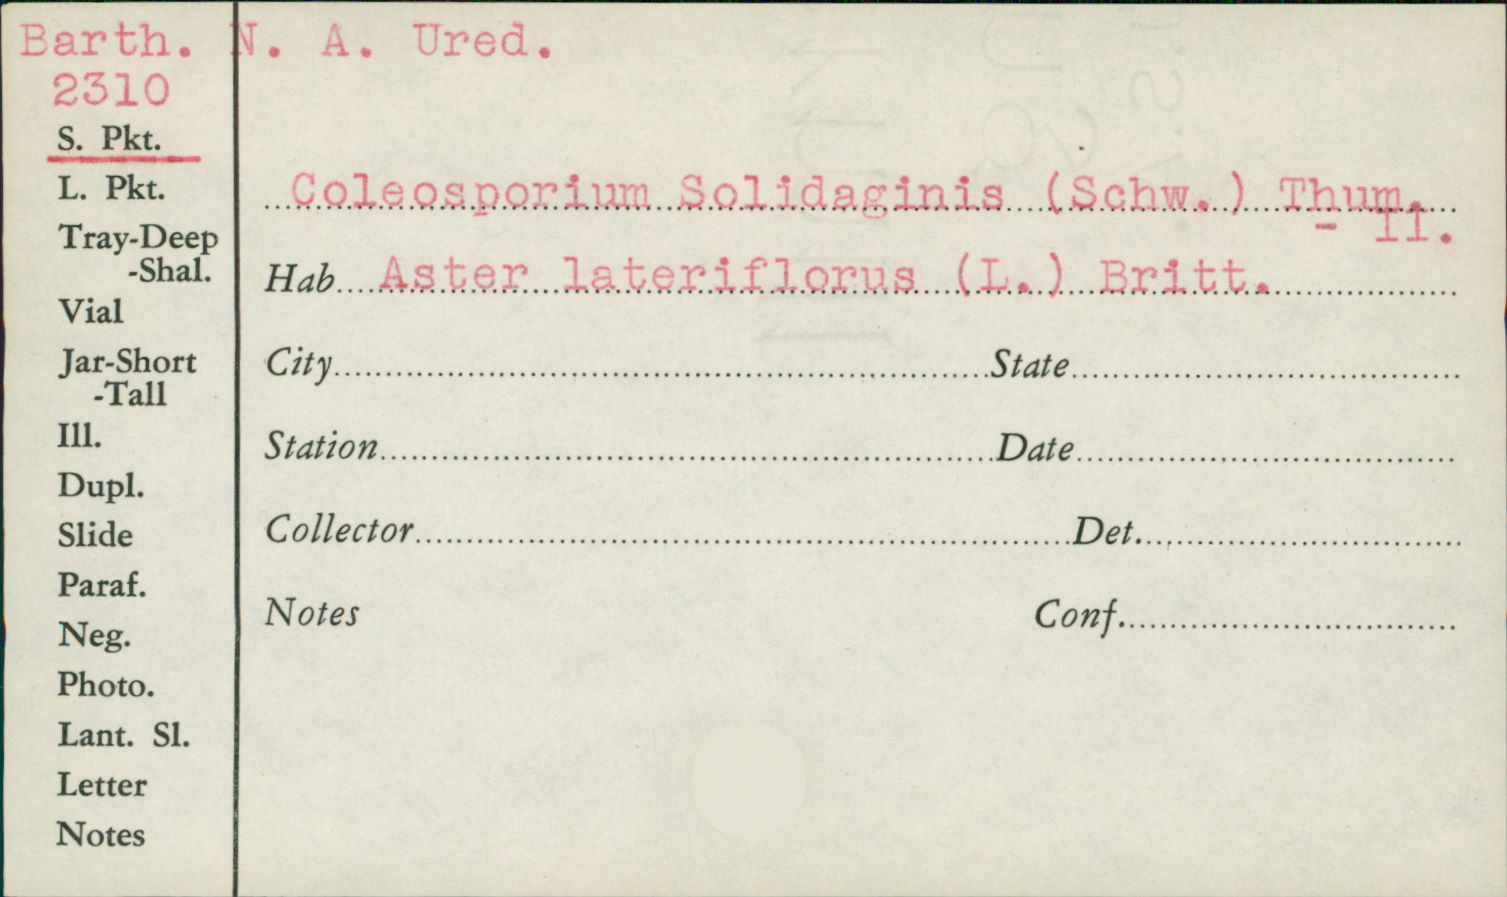 Barth. N. A. Ured.
2310
S. Pkt.
L. Pkt.
Tray-Deep
-Shal.
Vial
Jar-Short
-Tall
Ill.
Dupl.
Slide
Paraf.
Neg.
Photo.
Lant. Sl.
Letter
Notes
Coleosporium Solidaginis (Schw.) Thum.
- II.
Hab. Aster lateriflorus (L.) Britt.
City State
Station Date
Collector Det.
Notes Conf.